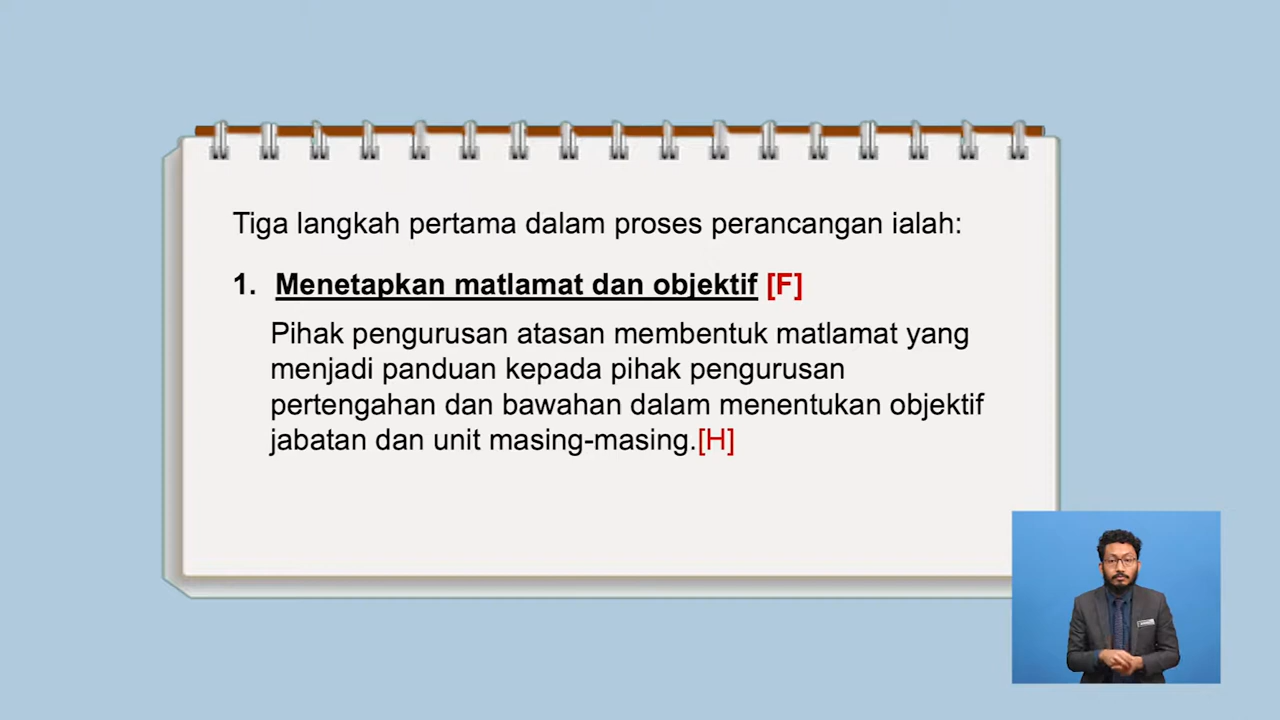 Tiga langkah pertama dalam proses perancangan ialah:
1. Menetapkan matlamat dan objektif [F]
Pihak pengurusan atasan membentuk matlamat yang
menjadi panduan kepada pihak pengurusan
pertengahan dan bawahan dalam menentukan objektif
jabatan dan unit masing-masing.[H]